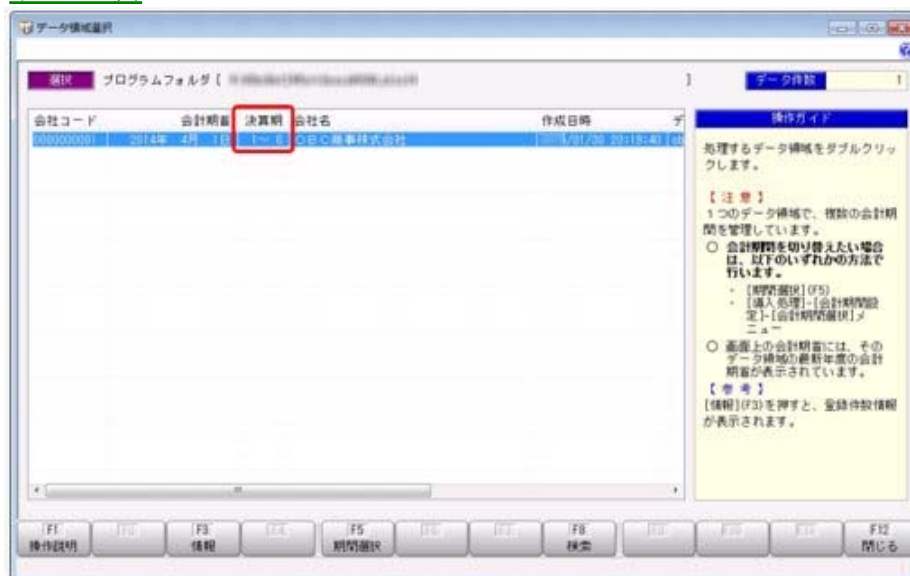 データ領域選択
選択 プログラムフォルダ [ ] データ件数 1
会社コード 会計期首 決算期 会社名 作成日時 デ
0000000001 2014年 4月 1日 1～ 6 ＯＢＣ商事株式会社 /01/30 20:19:40 [ob
操作ガイド
処理するデータ領域をダブルクリッ
クします。
【 注 意 】
１つのデータ領域で、複数の会計期
間を管理しています。
○ 会計期間を切り替えたい場合
は、以下のいずれかの方法で
行います。
・ [期間選択](F5)
・ [導入処理]-[会計期間設
定]-[会計期間選択]メ
ニュー
○ 画面上の会計期首には、その
データ領域の最新年度の会計
期首が表示されています。
【 参 考 】
[情報](F3)を押すと、登録件数情報
が表示されます。
F1 F3 F5 F8 F12
操作説明 情報 期間選択 検索 閉じる